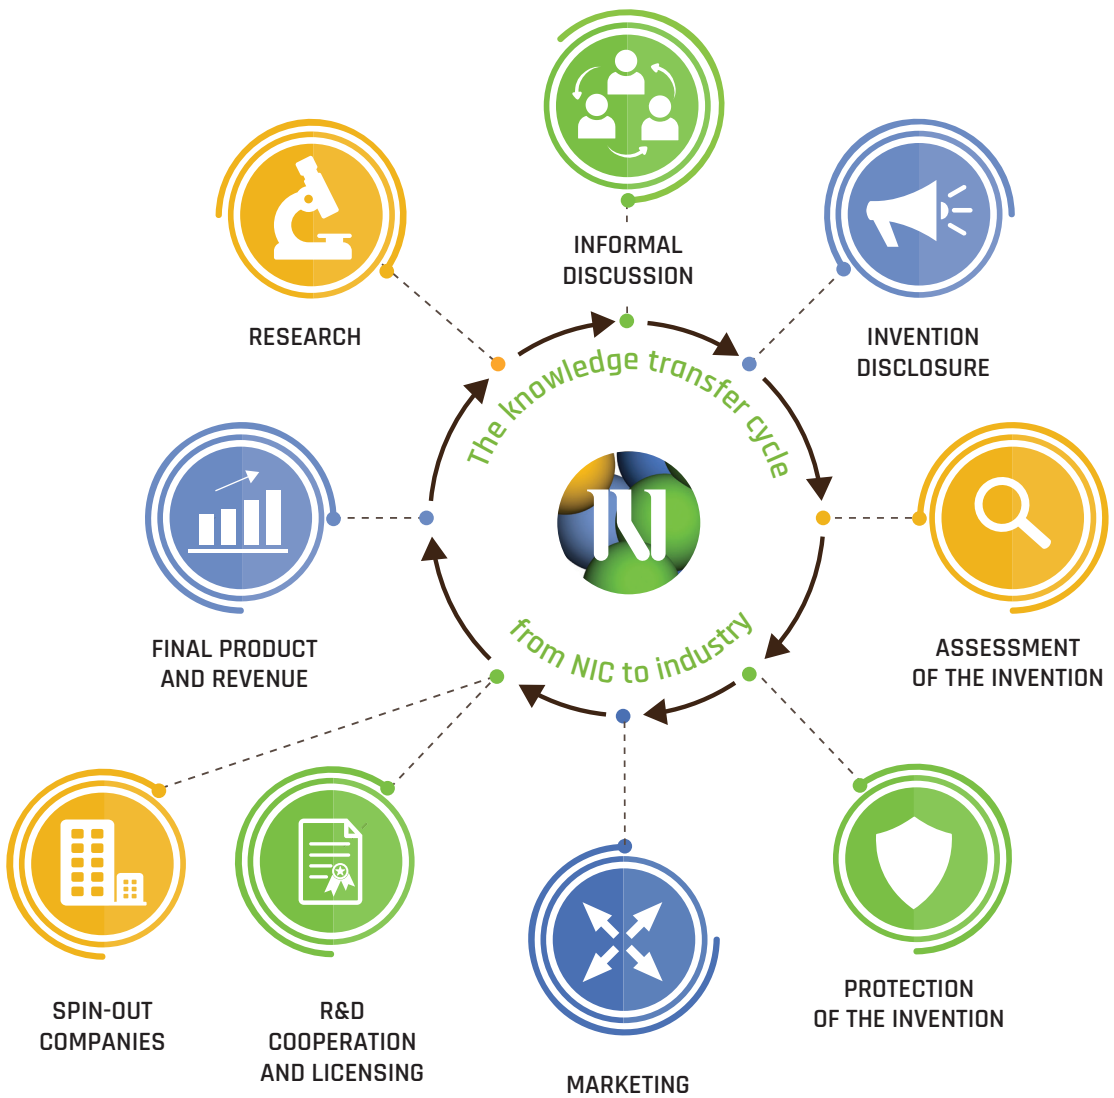 INFORMAL
DISCUSSION
RESEARCH
INVENTION
DISCLOSURE
The knowledge transfer cycle
from NIC to industry
FINAL PRODUCT
AND REVENUE
ASSESSMENT
OF THE INVENTION
SPIN-OUT
COMPANIES
R&D
COOPERATION
AND LICENSING
MARKETING
PROTECTION
OF THE INVENTION